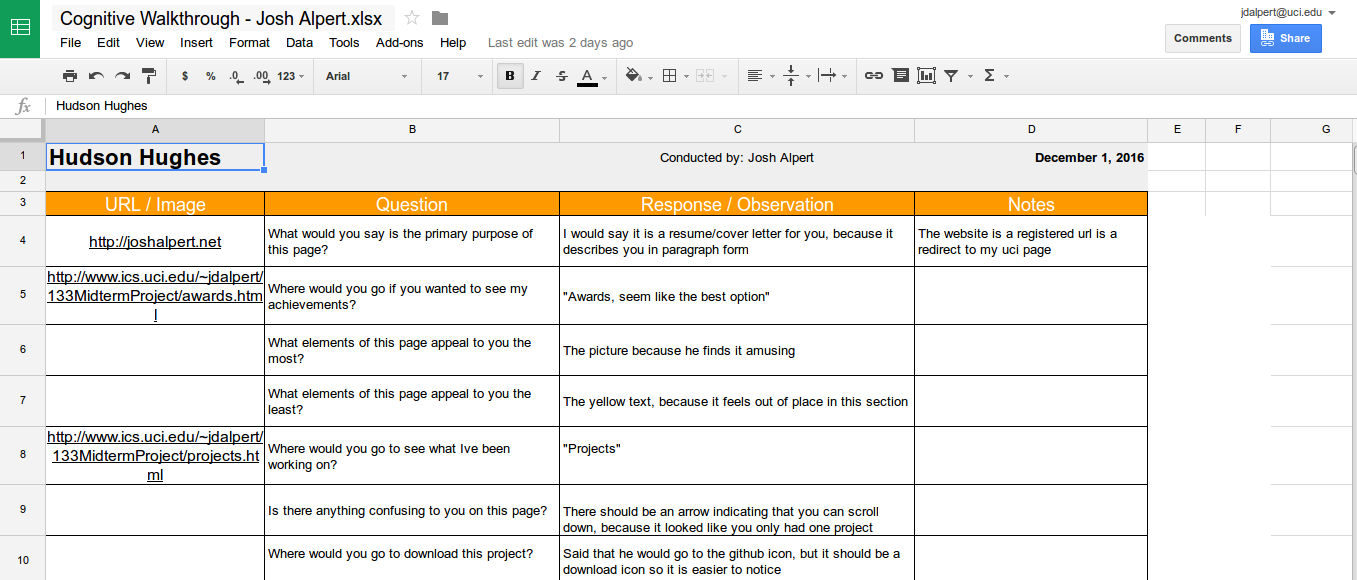 Cognitive Walkthrough - Josh Alpert.xlsx
jdalpert@uci.edu
File Edit View Insert Format Data Tools Add-ons Help Last edit was 2 days ago
Comments Share
$ % .0 .00 123 Arial 17 B I S A Σ
fx Hudson Hughes
A B C D E F G
1 Hudson Hughes Conducted by: Josh Alpert December 1, 2016
2
3 URL / Image Question Response / Observation Notes
4 http://joshalpert.net What would you say is the primary purpose of I would say it is a resume/cover letter for you, because it The website is a registered url is a
this page? describes you in paragraph form redirect to my uci page
http://www.ics.uci.edu/~jdalpert/
5 133MidtermProject/awards.htm Where would you go if you wanted to see my "Awards, seem like the best option"
l achievements?
6 What elements of this page appeal to you the The picture because he finds it amusing
most?
7 What elements of this page appeal to you the The yellow text, because it feels out of place in this section
least?
http://www.ics.uci.edu/~jdalpert/
8 133MidtermProject/projects.ht Where would you go to see what Ive been "Projects"
ml working on?
9 Is there anything confusing to you on this page? There should be an arrow indicating that you can scroll
down, because it looked like you only had one project
10 Where would you go to download this project? Said that he would go to the github icon, but it should be a
download icon so it is easier to notice